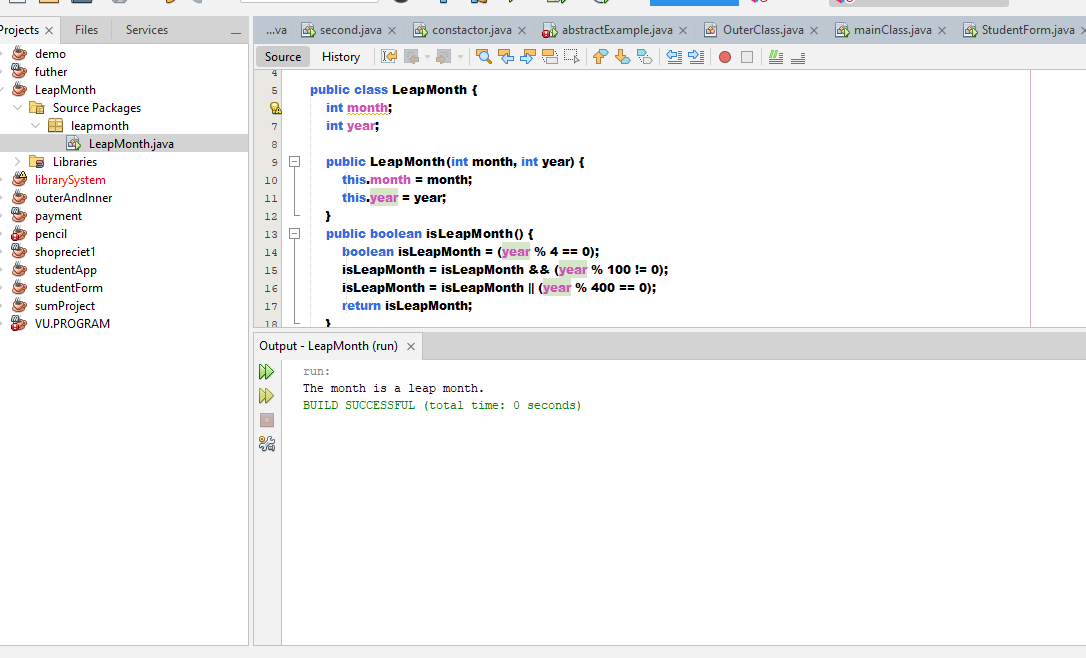 Projects
Files
Services
demo
futher
LeapMonth
Source Packages
leapmonth
LeapMonth.java
Libraries
librarySystem
outerAndInner
payment
pencil
shopreciet1
studentApp
studentForm
sumProject
VU.PROGRAM
...va second.java constactor.java abstractExample.java OuterClass.java mainClass.java StudentForm.java
Source History
4
5 public class LeapMonth {
int month;
7 int year;
8
9 public LeapMonth(int month, int year) {
10 this.month = month;
11 this.year = year;
12 }
13 public boolean isLeapMonth() {
14 boolean isLeapMonth = (year % 4 == 0);
15 isLeapMonth = isLeapMonth && (year % 100 != 0);
16 isLeapMonth = isLeapMonth || (year % 400 == 0);
17 return isLeapMonth;
18 }
Output - LeapMonth (run)
run:
The month is a leap month.
BUILD SUCCESSFUL (total time: 0 seconds)